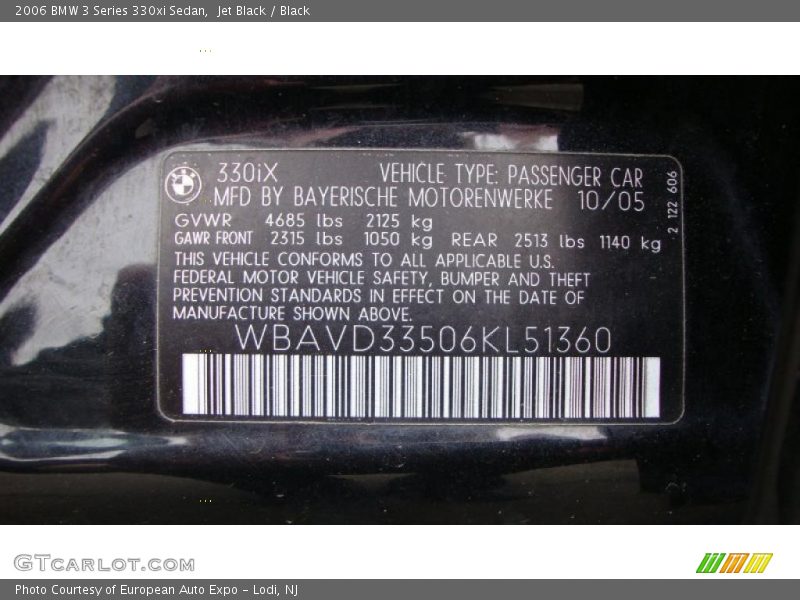 2006 BMW 3 Series 330xi Sedan, Jet Black / Black
330iX VEHICLE TYPE: PASSENGER CAR
MFD BY BAYERISCHE MOTORENWERKE 10/05
GVWR 4685 lbs 2125 kg
GAWR FRONT 2315 lbs 1050 kg REAR 2513 lbs 1140 kg
THIS VEHICLE CONFORMS TO ALL APPLICABLE U.S.
FEDERAL MOTOR VEHICLE SAFETY, BUMPER AND THEFT
PREVENTION STANDARDS IN EFFECT ON THE DATE OF
MANUFACTURE SHOWN ABOVE.
WBAVD33506KL51360
2 122 606
GTCARLOT.COM
Photo Courtesy of European Auto Expo - Lodi, NJ